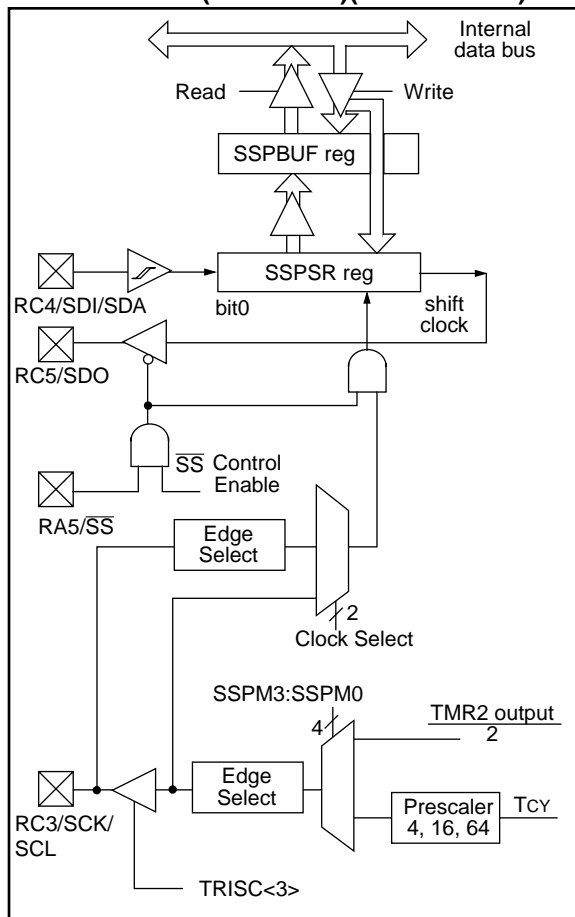 Internal
data bus
Read
Write
SSPBUF reg
SSPSR reg
RC4/SDI/SDA
bit0
shift
clock
RC5/SDO
SS Control
Enable
RA5/SS
Edge
Select
2
Clock Select
SSPM3:SSPM0
TMR2 output
4
2
Edge
Select
Prescaler
4, 16, 64
TCY
RC3/SCK/
SCL
TRISC<3>